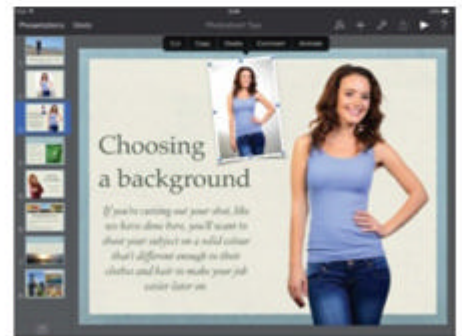 Presentations Undo Photoshoot Tips
Cut Copy Delete Comment Animate
Choosing
a background
If you're cutting out your shot, like
we have done here, you'll want to
shoot your subject on a solid colour
that's different enough to their
clothes and hair to make your job
easier later on